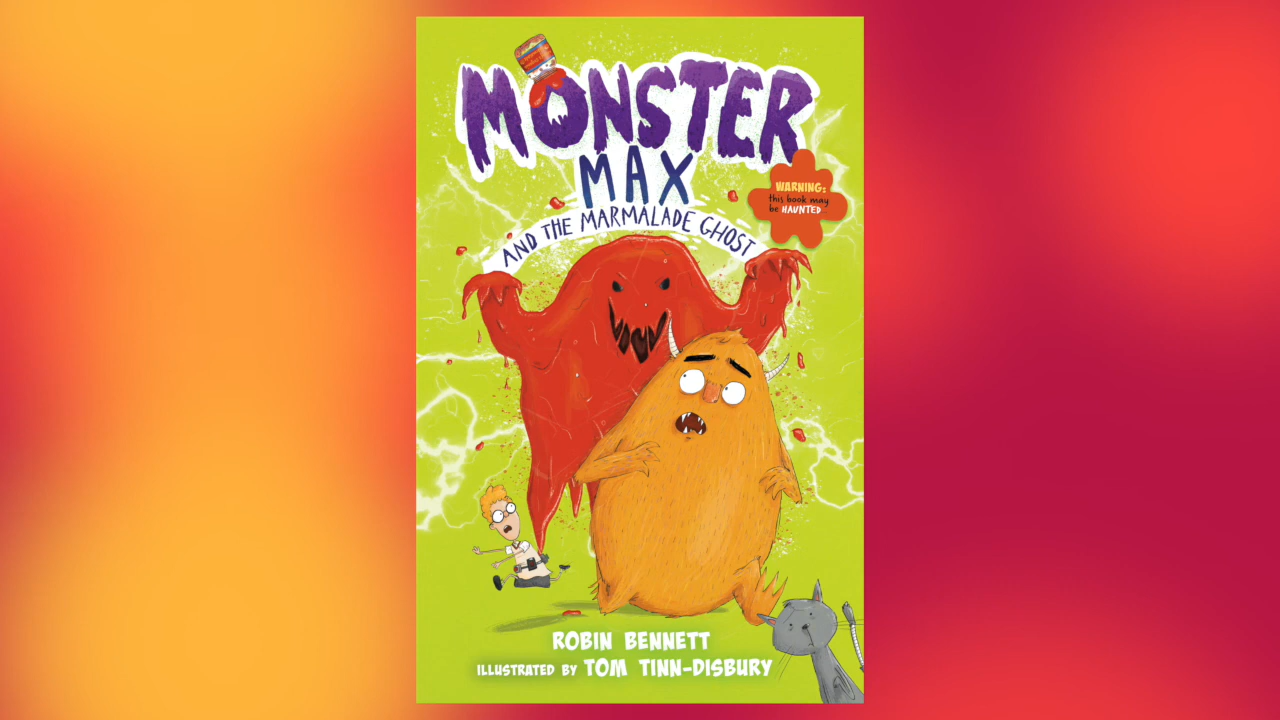 MONSTER
MAX
AND THE MARMALADE GHOST
WARNING:
this book may
be HAUNTED
ROBIN BENNETT
ILLUSTRATED BY TOM TINN-DISBURY